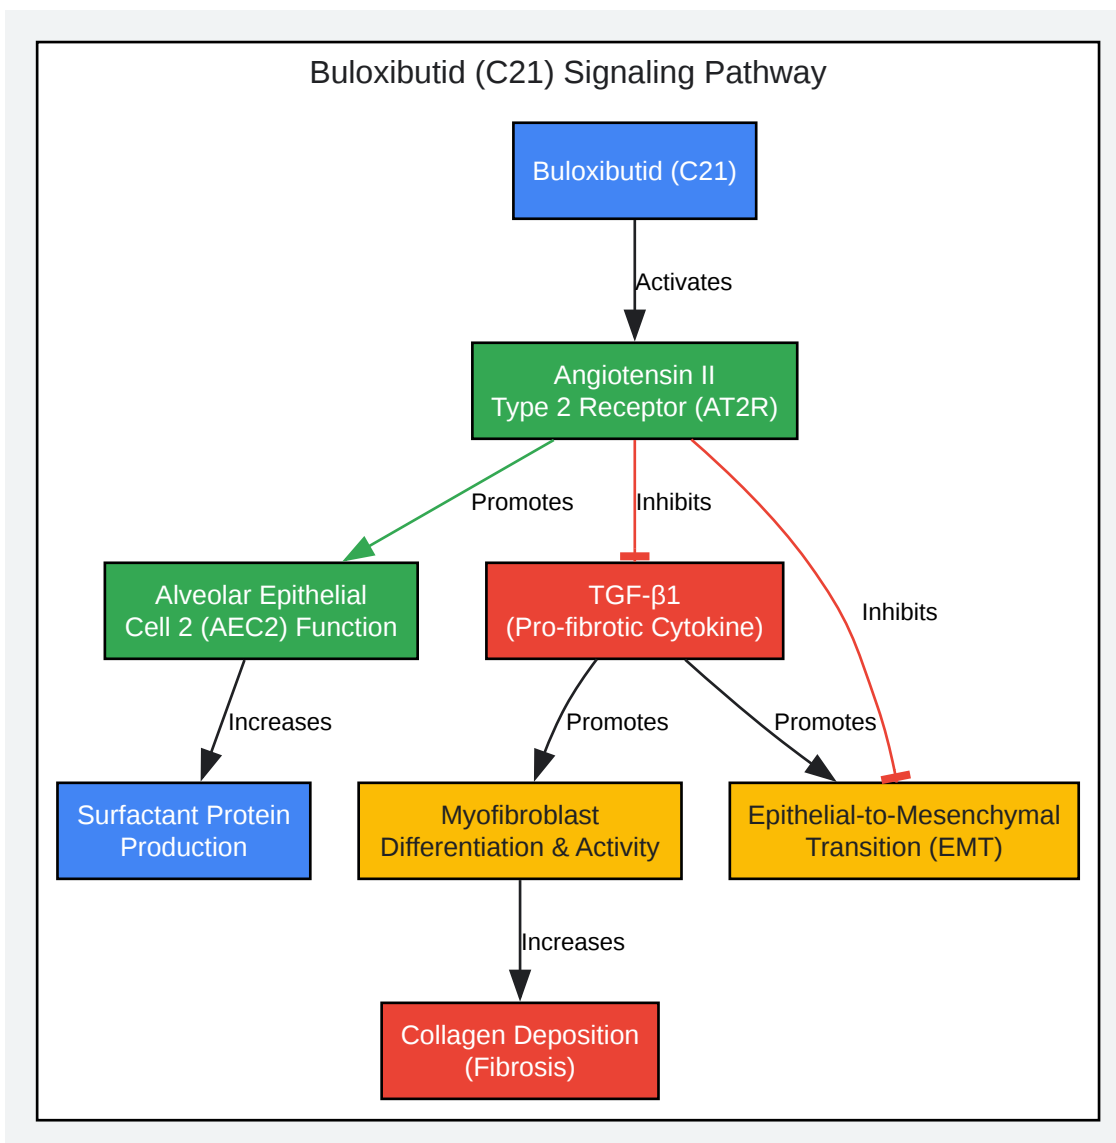 Buloxibutid (C21) Signaling Pathway
Buloxibutid (C21)
Activates
Angiotensin II
Type 2 Receptor (AT2R)
Promotes
Inhibits
Inhibits
Alveolar Epithelial
Cell 2 (AEC2) Function
TGF-β1
(Pro-fibrotic Cytokine)
Increases
Promotes
Promotes
Surfactant Protein
Production
Myofibroblast
Differentiation & Activity
Epithelial-to-Mesenchymal
Transition (EMT)
Increases
Collagen Deposition
(Fibrosis)